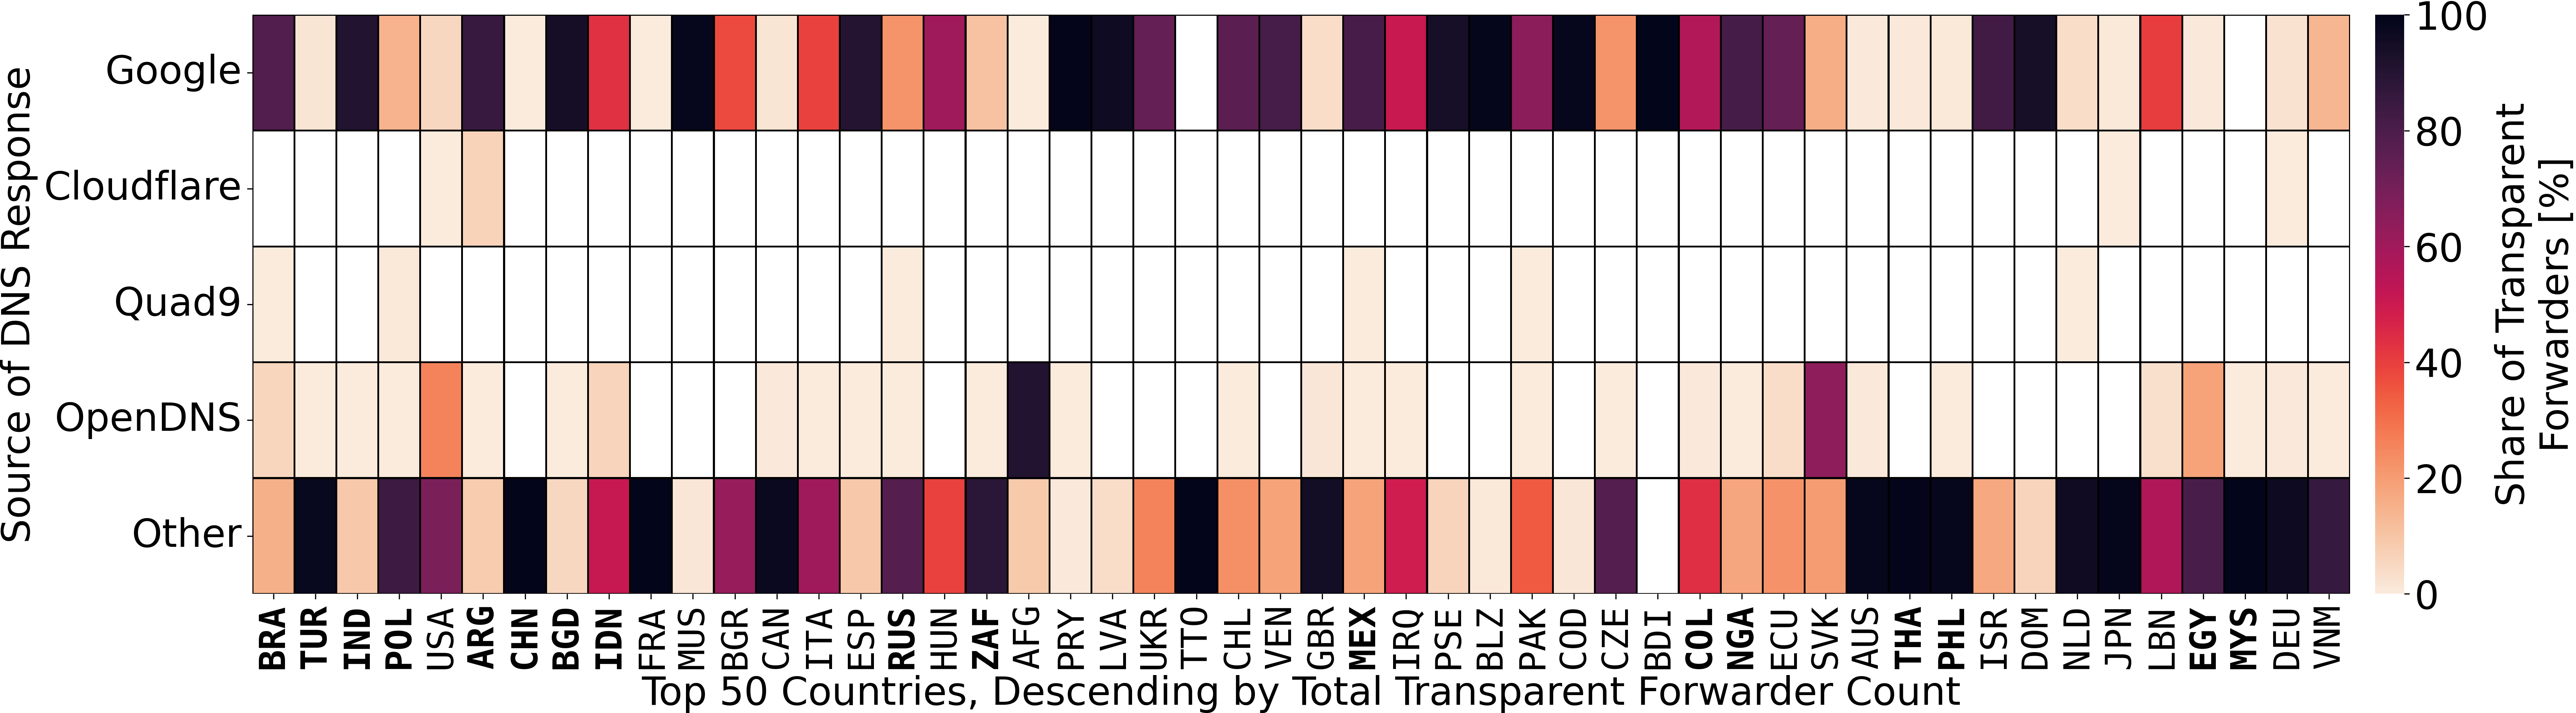 Source of DNS Response
Google
Cloudflare
Quad9
OpenDNS
Other
BRA
TUR
IND
POL
USA
ARG
CHN
BGD
IDN
FRA
MUS
BGR
CAN
ITA
ESP
RUS
HUN
ZAF
AFG
PRY
LVA
UKR
TTO
CHL
VEN
GBR
MEX
IRQ
PSE
BLZ
PAK
COD
CZE
BDI
COL
NGA
ECU
SVK
AUS
THA
PHL
ISR
DOM
NLD
JPN
LBN
EGY
MYS
DEU
VNM
Top 50 Countries, Descending by Total Transparent Forwarder Count
100
80
60
40
20
0
Share of Transparent
Forwarders [%]